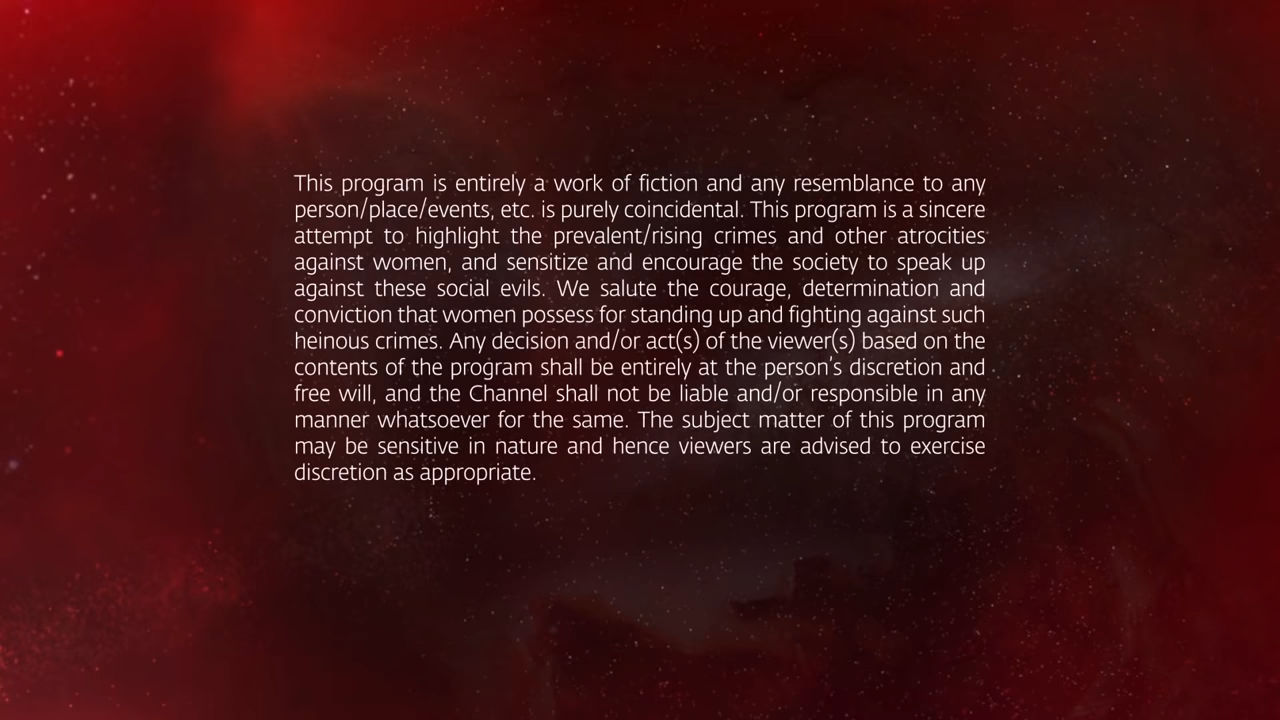 This program is entirely a work of fiction and any resemblance to any
person/place/events, etc. is purely coincidental. This program is a sincere
attempt to highlight the prevalent/rising crimes and other atrocities
against women, and sensitize and encourage the society to speak up
against these social evils. We salute the courage, determination and
conviction that women possess for standing up and fighting against such
heinous crimes. Any decision and/or act(s) of the viewer(s) based on the
contents of the program shall be entirely at the person's discretion and
free will, and the Channel shall not be liable and/or responsible in any
manner whatsoever for the same. The subject matter of this program
may be sensitive in nature and hence viewers are advised to exercise
discretion as appropriate.